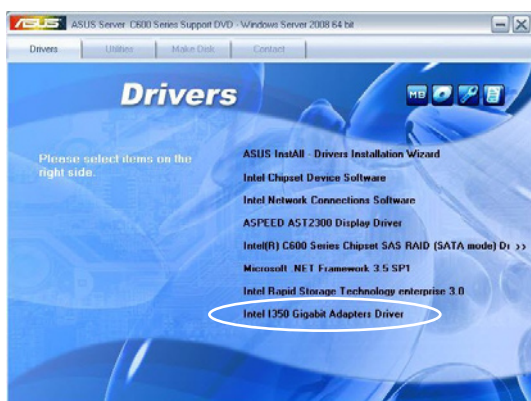 ASUS ASUS Server C600 Series Support DVD - Windows Server 2008 64 bit
Drivers Utilities Make Disk Contact
Drivers
MB
Please select items on the
right side.
ASUS InstAll - Drivers Installation Wizard
Intel Chipset Device Software
Intel Network Connections Software
ASPEED AST2300 Display Driver
Intel(R) C600 Series Chipset SAS RAID (SATA mode) Dr >>
Microsoft .NET Framework 3.5 SP1
Intel Rapid Storage Technology enterprise 3.0
Intel I350 Gigabit Adapters Driver